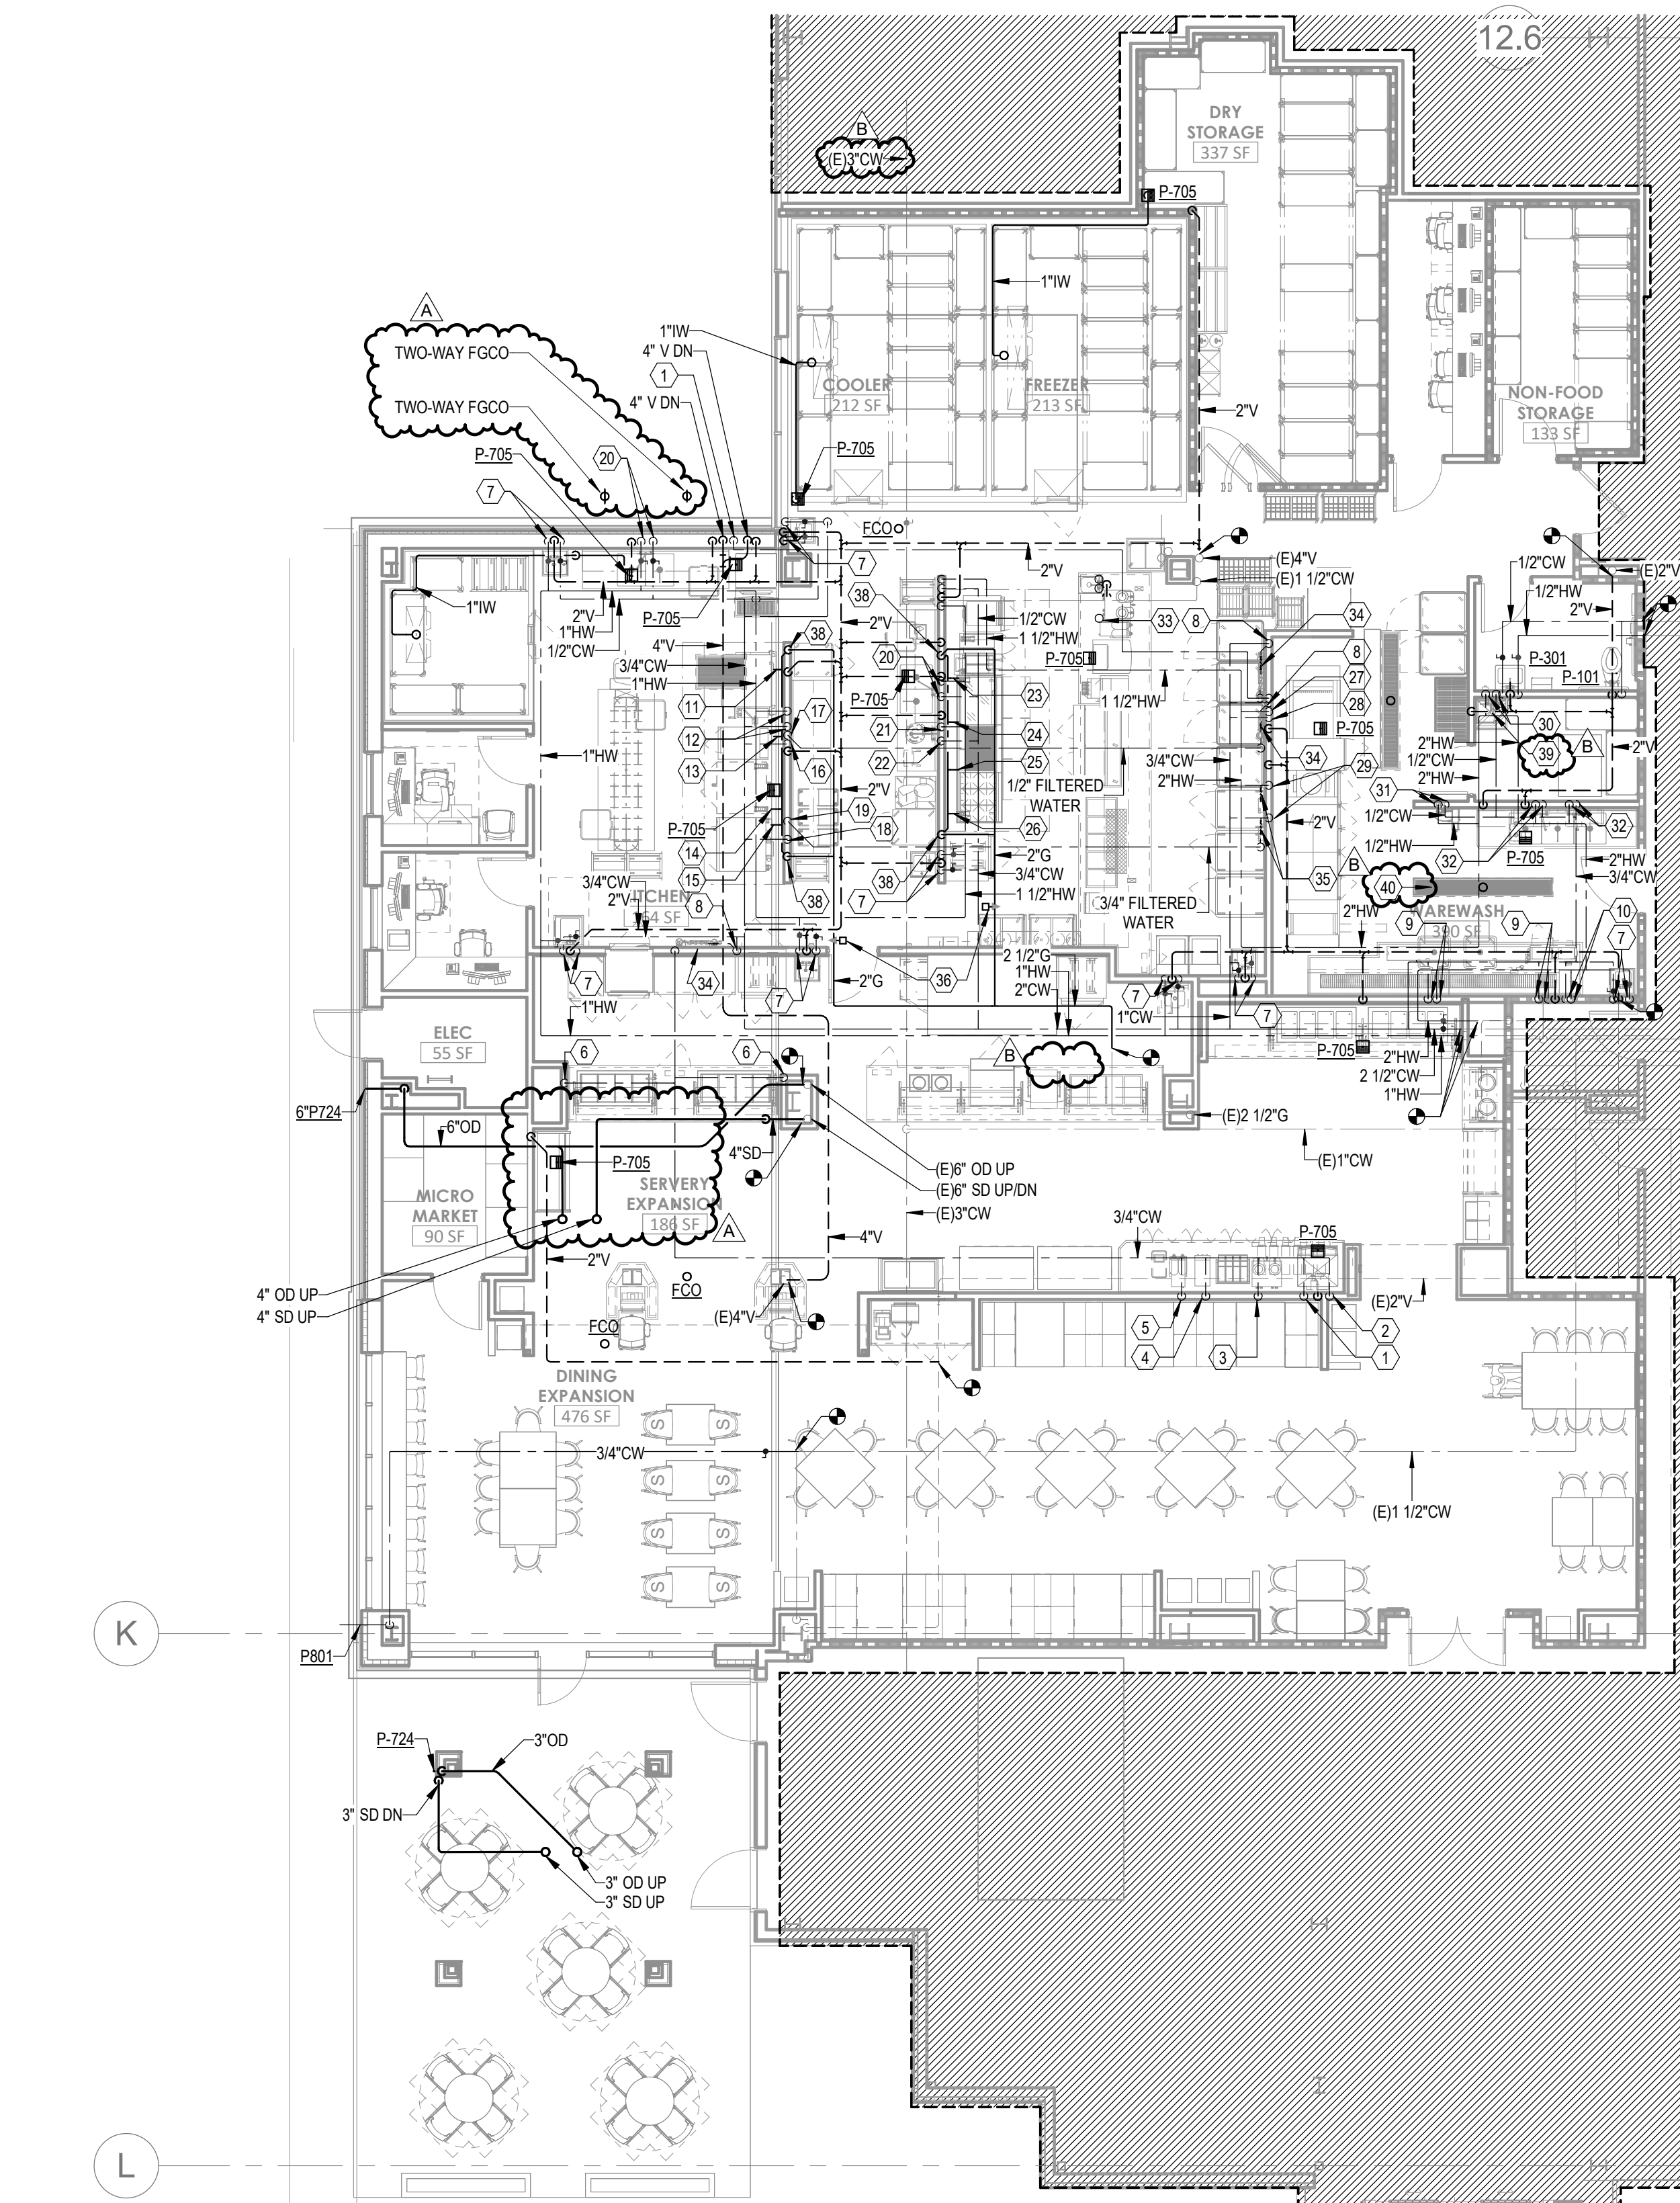 12.6
B
(E)3"CW
DRY
STORAGE
337 SF
P-705
1"IW
A
TWO-WAY FGCO
TWO-WAY FGCO
1"IW
4" V DN
1
4" V DN
P-705
20
7
COOLER
212 SF
FREEZER
213 SF
2"V
NON-FOOD
STORAGE
133 SF
P-705
FCO
7
2"V
(E)4"V
(E)1 1/2"CW
1/2"CW
1/2"HW
2"V
(E)2"V
1"IW
2"V
1"HW
1/2"CW
P-705
4"V
3/4"CW
1"HW
38
2"V
38
20
P-705
1/2"CW
1 1/2"HW
33
8
34
P-705
P-301
P-101
11
12
13
17
16
21
22
23
24
25
1 1/2"HW
8
27
28
P-705
30
39
B
2"V
1"HW
2"V
1/2" FILTERED
WATER
3/4"CW
2"HW
34
29
2"HW
1/2"CW
2"HW
31
1/2"CW
1/2"HW
P-705
14
15
19
18
38
26
2"V
35
32
32
P-705
2"HW
3/4"CW
B
40
3/4"CW
2"V
KITCHEN
64 SF
8
38
7
2"G
3/4"CW
1 1/2"HW
3/4" FILTERED
WATER
2"HW
WAREWASH
390 SF
9
9
10
7
7
34
7
2"G
36
2 1/2"G
1"HW
2"CW
7
1"CW
7
1"HW
ELEC
55 SF
6
6
B
P-705
2"HW
2 1/2"CW
1"HW
6"P724
6"OD
P-705
4"SD
(E)2 1/2"G
SERVERY
EXPANSION
186 SF
A
(E)6" OD UP
(E)6" SD UP/DN
(E)3"CW
(E)1"CW
MICRO
MARKET
90 SF
2"V
4"V
3/4"CW
P-705
4" OD UP
4" SD UP
FCO
FCO
(E)4"V
(E)2"V
5
4
3
2
1
DINING
EXPANSION
476 SF
S
S
3/4"CW
S
S
(E)1 1/2"CW
S
S
S
S
K
P801
P-724
3"OD
3" SD DN
3" OD UP
3" SD UP
L